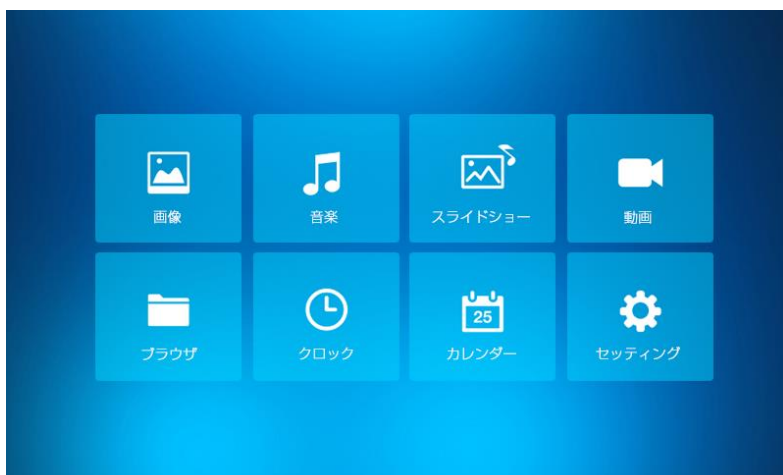 画像
音楽
スライドショー
動画
ブラウザ
クロック
25
カレンダー
セッティング